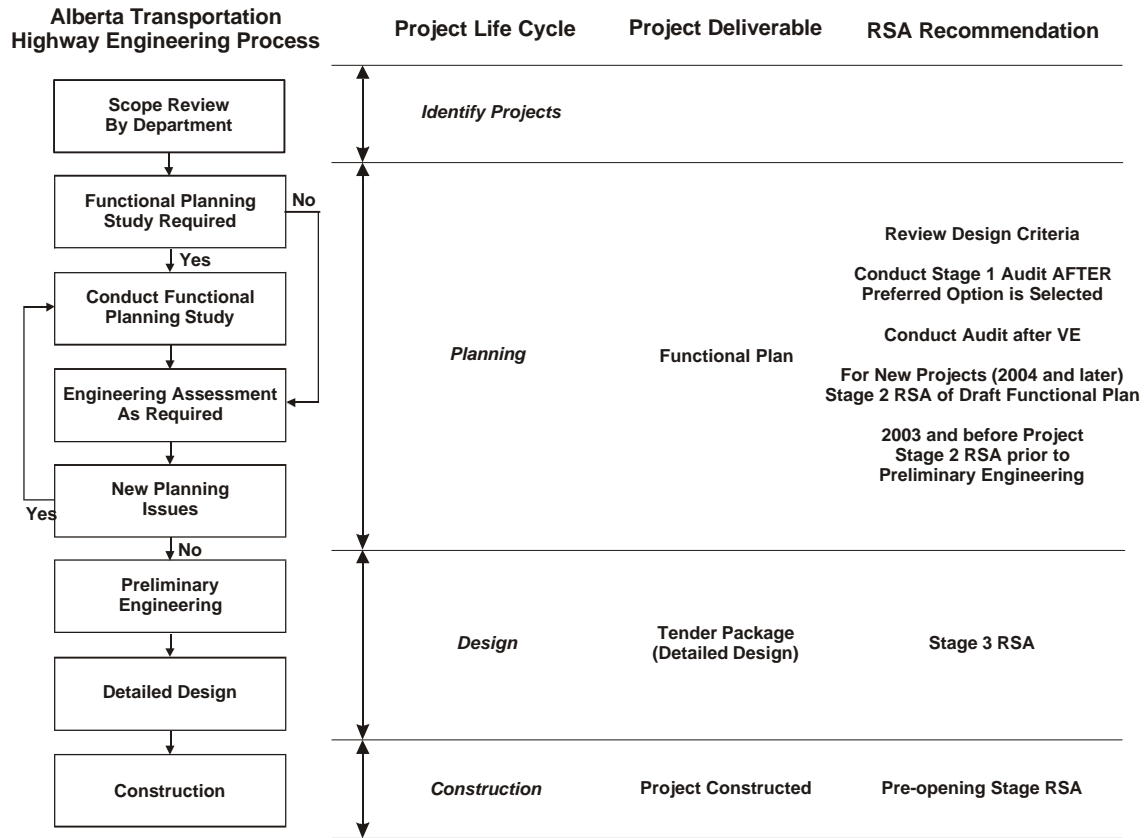 Alberta Transportation
Highway Engineering Process
Project Life Cycle
Project Deliverable
RSA Recommendation
Scope Review
By Department
Identify Projects
Functional Planning
Study Required
No
Yes
Conduct Functional
Planning Study
Engineering Assessment
As Required
New Planning
Issues
Yes
No
Planning
Functional Plan
Review Design Criteria
Conduct Stage 1 Audit AFTER
Preferred Option is Selected
Conduct Audit after VE
For New Projects (2004 and later)
Stage 2 RSA of Draft Functional Plan
2003 and before Project
Stage 2 RSA prior to
Preliminary Engineering
Preliminary
Engineering
Detailed Design
Design
Tender Package
(Detailed Design)
Stage 3 RSA
Construction
Construction
Project Constructed
Pre-opening Stage RSA